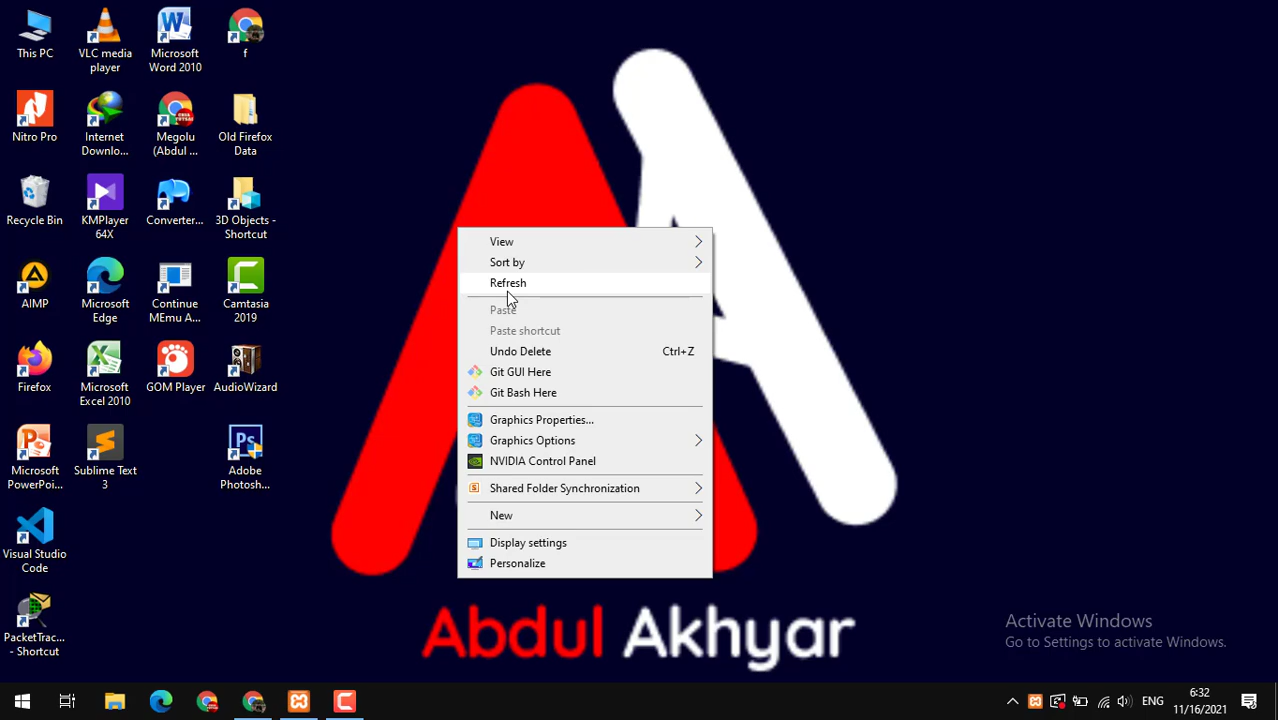 This PC
VLC media
player
Microsoft
Word 2010
f
Nitro Pro
Internet
Downlo...
Megolu
(Abdul ...
Old Firefox
Data
Recycle Bin
KMPlayer
64X
Converter...
3D Objects -
Shortcut
AIMP
Microsoft
Edge
Continue
MEmu A...
Camtasia
2019
Firefox
Microsoft
Excel 2010
GOM Player
AudioWizard
Microsoft
PowerPoi...
Sublime Text
3
Adobe
Photosh...
Visual Studio
Code
PacketTrac...
- Shortcut
View
Sort by
Refresh
Paste
Paste shortcut
Undo Delete Ctrl+Z
Git GUI Here
Git Bash Here
Graphics Properties...
Graphics Options
NVIDIA Control Panel
Shared Folder Synchronization
New
Display settings
Personalize
Abdul Akhyar
Activate Windows
Go to Settings to activate Windows.
ENG
6:32
11/16/2021